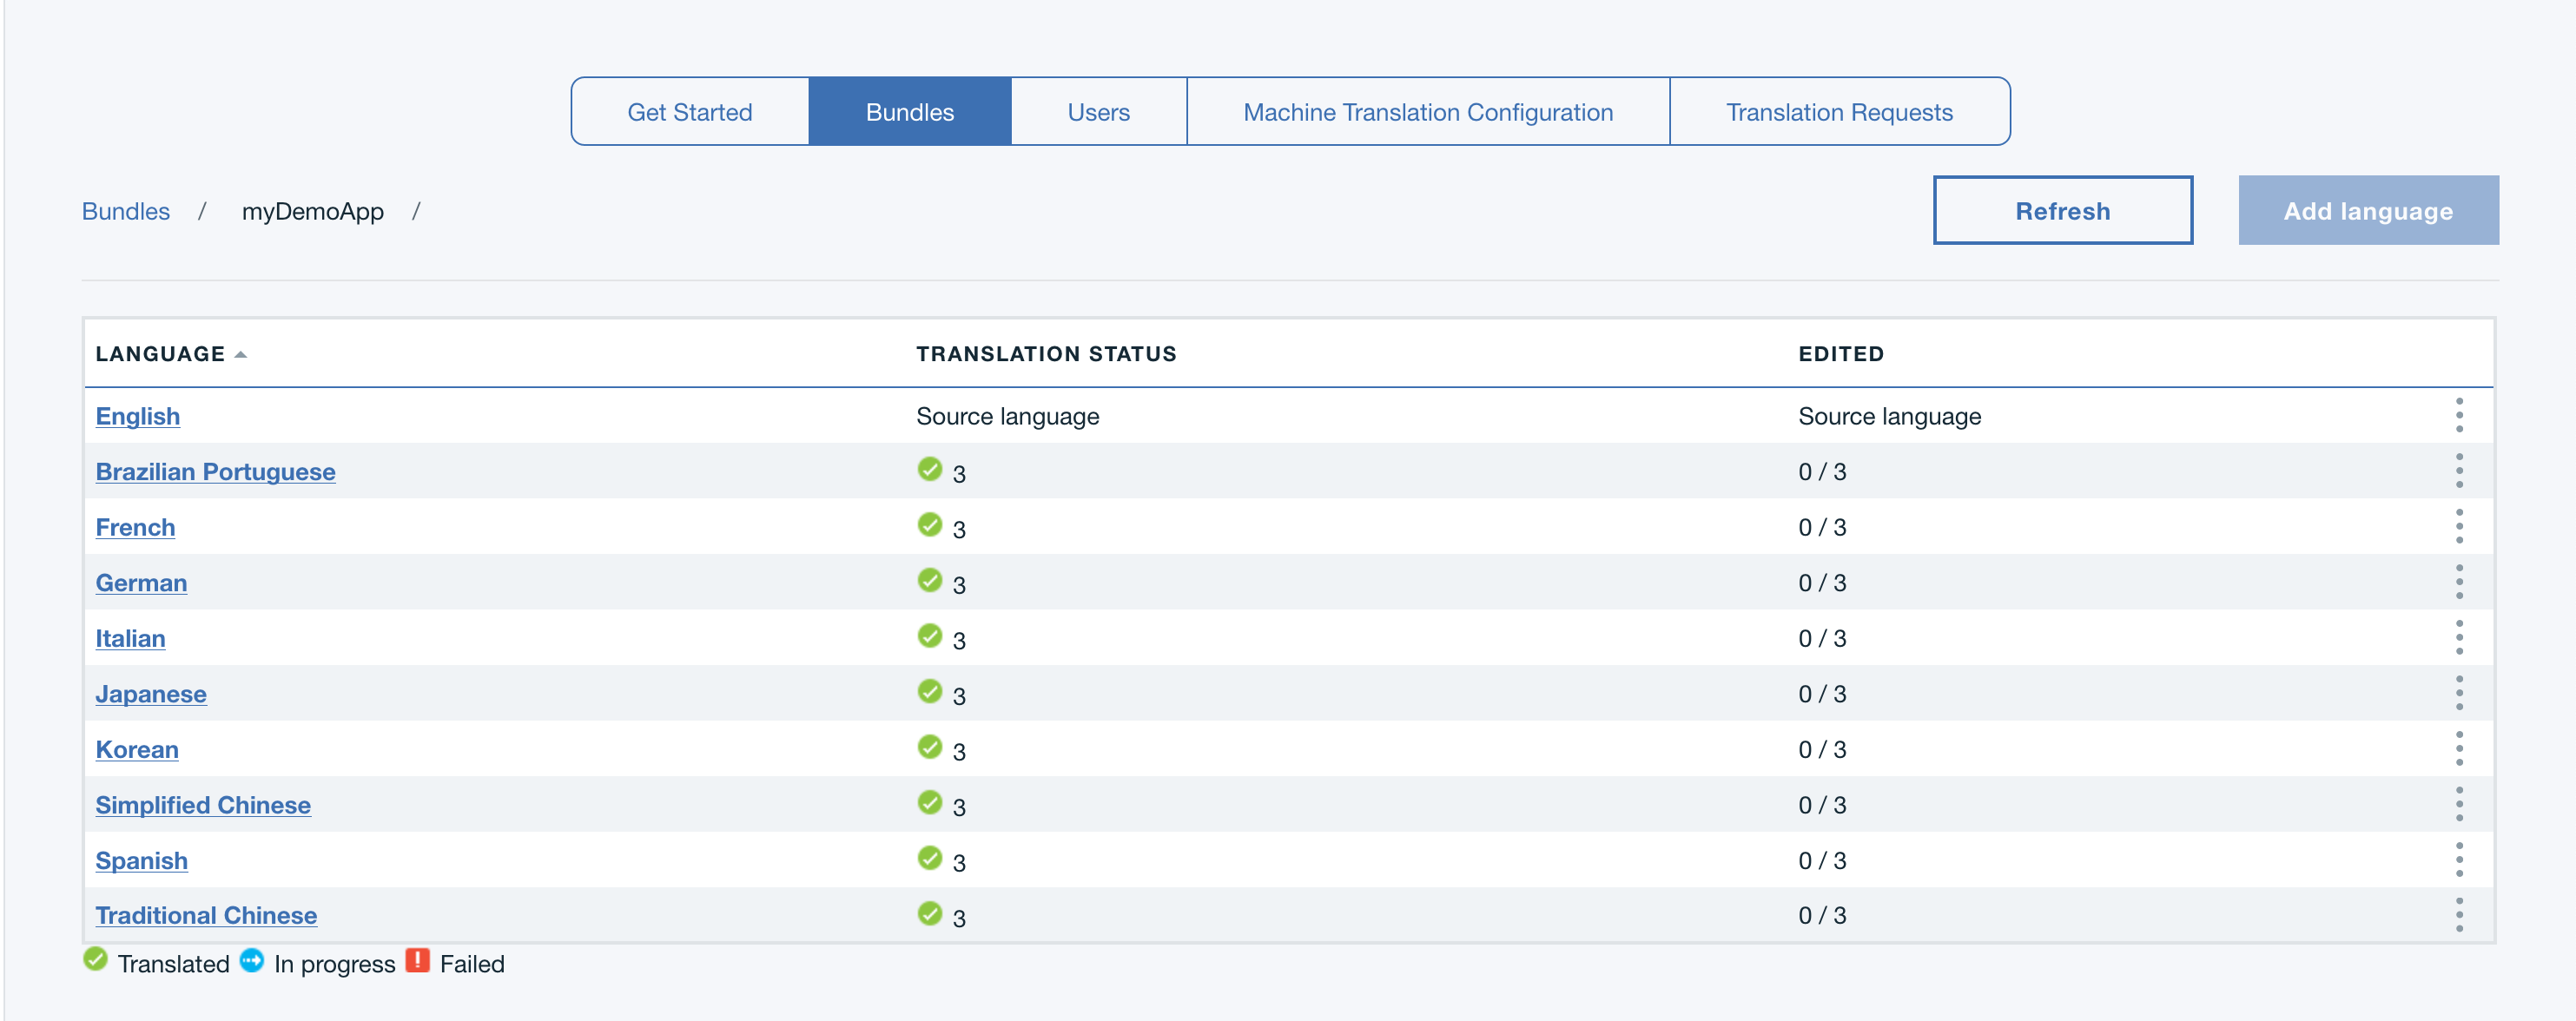 Get Started Bundles Users Machine Translation Configuration Translation Requests
Bundles / myDemoApp / Refresh Add language
LANGUAGE TRANSLATION STATUS EDITED
English Source language Source language
Brazilian Portuguese 3 0 / 3
French 3 0 / 3
German 3 0 / 3
Italian 3 0 / 3
Japanese 3 0 / 3
Korean 3 0 / 3
Simplified Chinese 3 0 / 3
Spanish 3 0 / 3
Traditional Chinese 3 0 / 3
Translated In progress ! Failed